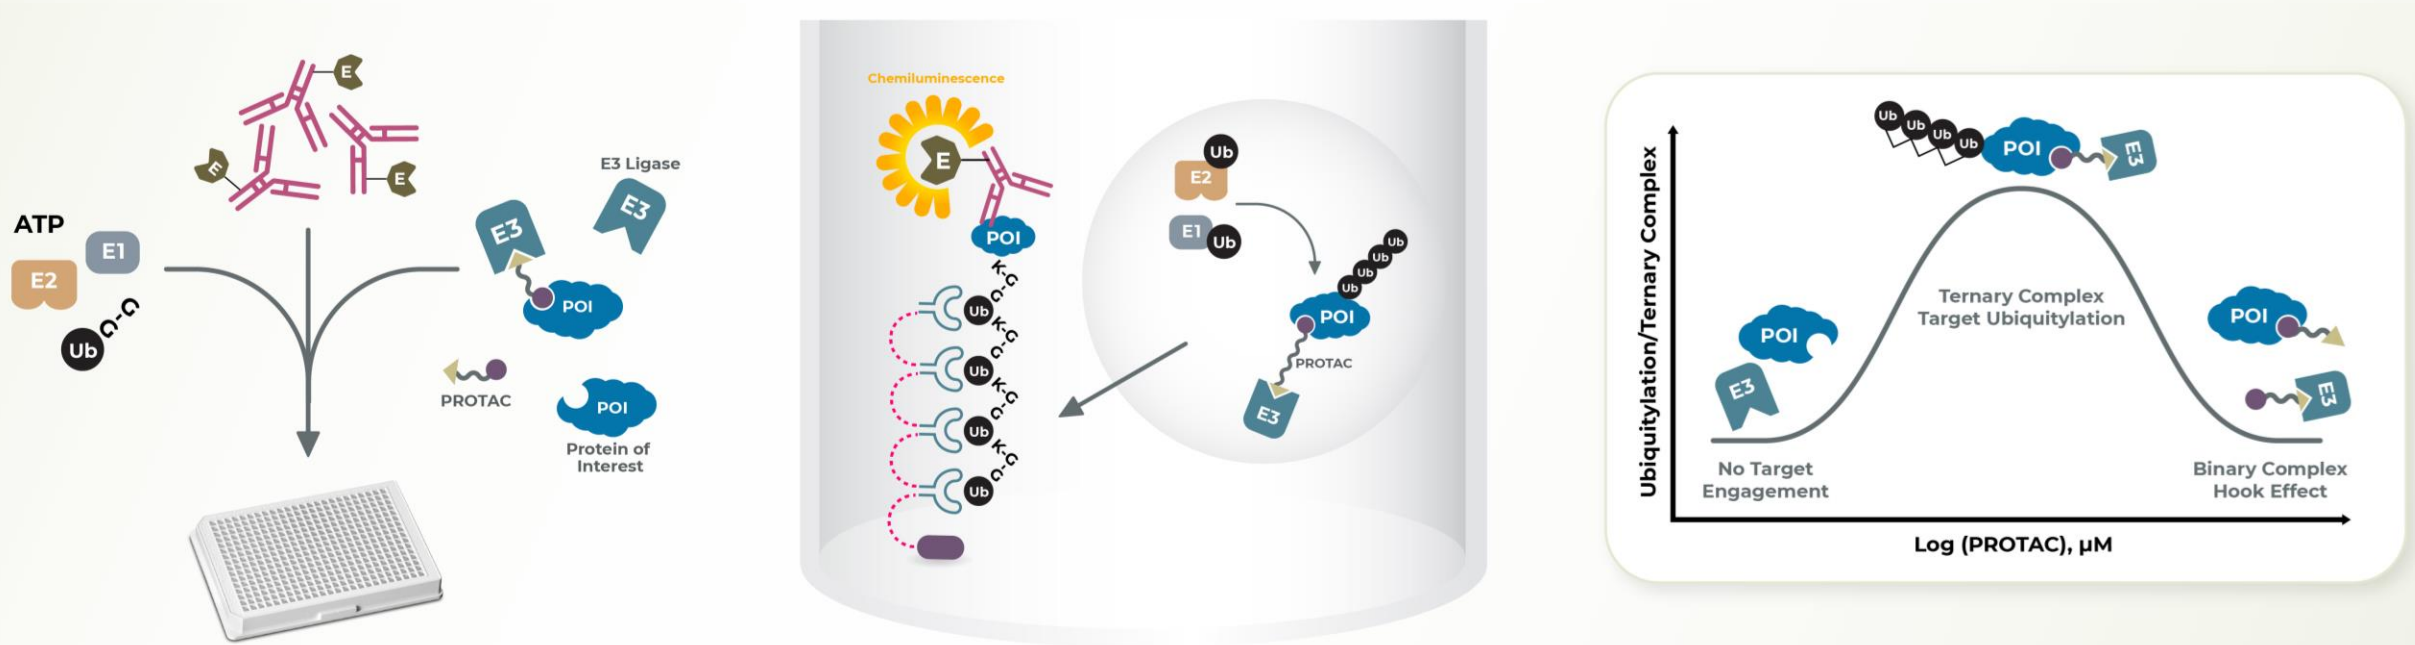 E
E
E
ATP
E1
E2
Ub
G-G
E3 Ligase
E3
E3
POI
PROTAC
POI
Protein of
Interest
Chemiluminescence
E
POI
K-G
G-G
Ub
K-G
G-G
Ub
K-G
G-G
Ub
K-G
G-G
Ub
Ub
E2
E1
Ub
Ub
Ub
Ub
Ub
POI
PROTAC
E3
Ubiquitylation/Ternary Complex
Ub
Ub
Ub
Ub
POI
E3
Ternary Complex
Target Ubiquitylation
POI
E3
No Target
Engagement
POI
E3
Binary Complex
Hook Effect
Log (PROTAC), µM